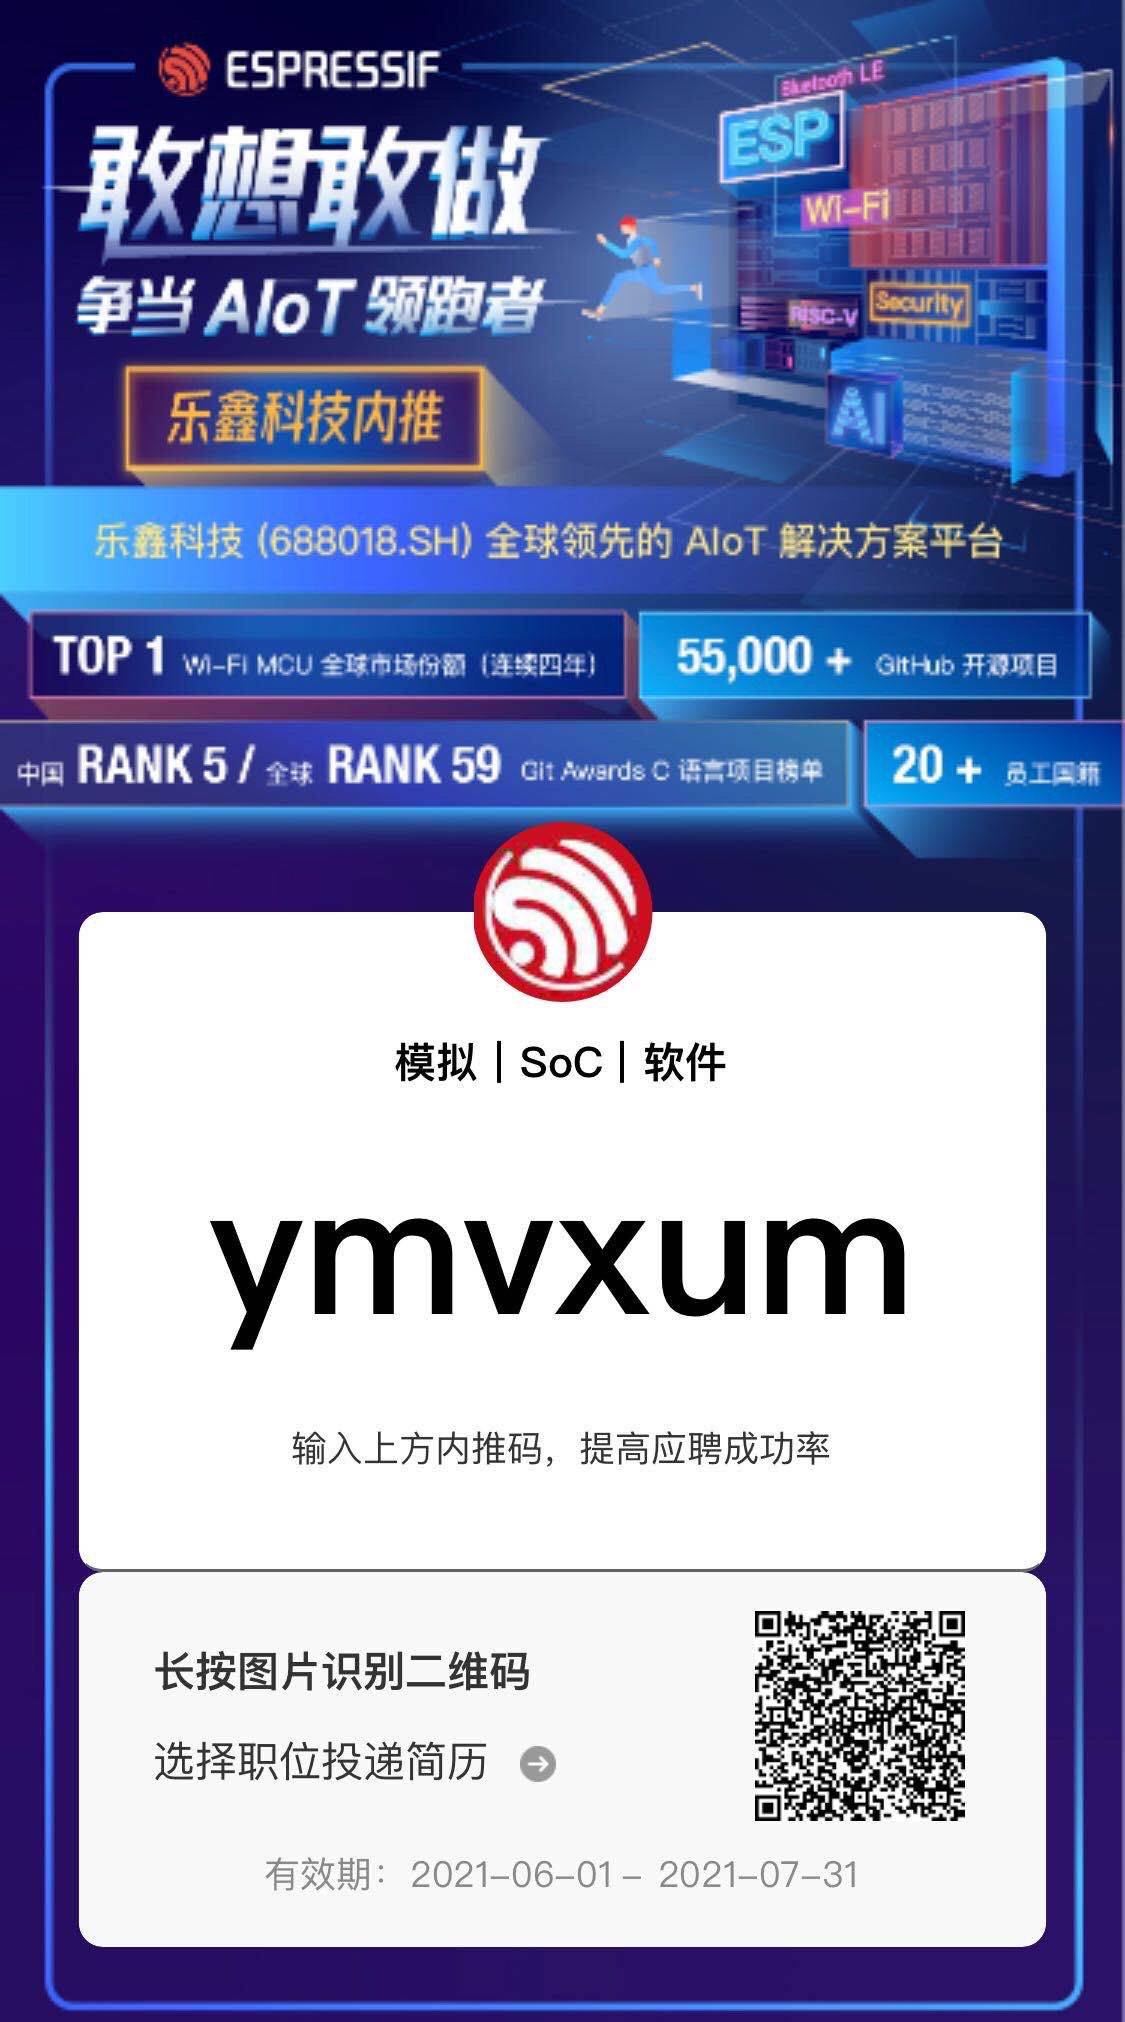 ESPRESSIF
敢想敢做
争当 AIoT 领跑者
乐鑫科技内推
Bluetooth LE
ESP
Wi-Fi
RISC-V
Security
AI
乐鑫科技 (688018.SH) 全球领先的 AIoT 解决方案平台
TOP 1 Wi-Fi MCU 全球市场份额（连续四年）
55,000 + GitHub 开源项目
中国 RANK 5 / 全球 RANK 59 Git Awards C 语言项目榜单
20 + 员工国籍
模拟｜SoC｜软件
ymvxum
输入上方内推码，提高应聘成功率
长按图片识别二维码
选择职位投递简历
有效期：2021-06-01 - 2021-07-31